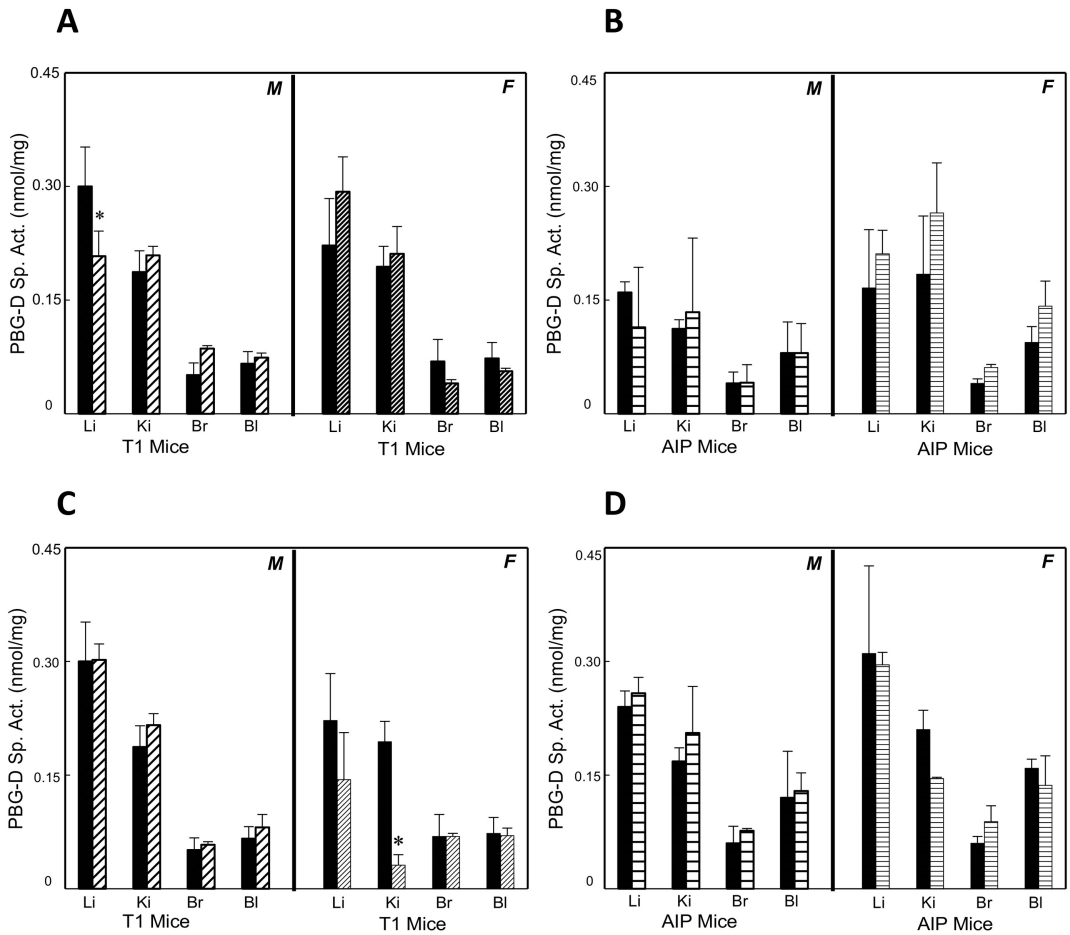 A
PBG-D Sp. Act. (nmol/mg)
0.45
0.30
0.15
0
M
F
*
Li Ki Br Bl
T1 Mice
Li Ki Br Bl
T1 Mice
B
PBG-D Sp. Act. (nmol/mg)
0.45
0.30
0.15
0
M
F
Li Ki Br Bl
AIP Mice
Li Ki Br Bl
AIP Mice
C
PBG-D Sp. Act. (nmol/mg)
0.45
0.30
0.15
0
M
F
*
Li Ki Br Bl
T1 Mice
Li Ki Br Bl
T1 Mice
D
PBG-D Sp. Act. (nmol/mg)
0.45
0.30
0.15
0
M
F
Li Ki Br Bl
AIP Mice
Li Ki Br Bl
AIP Mice